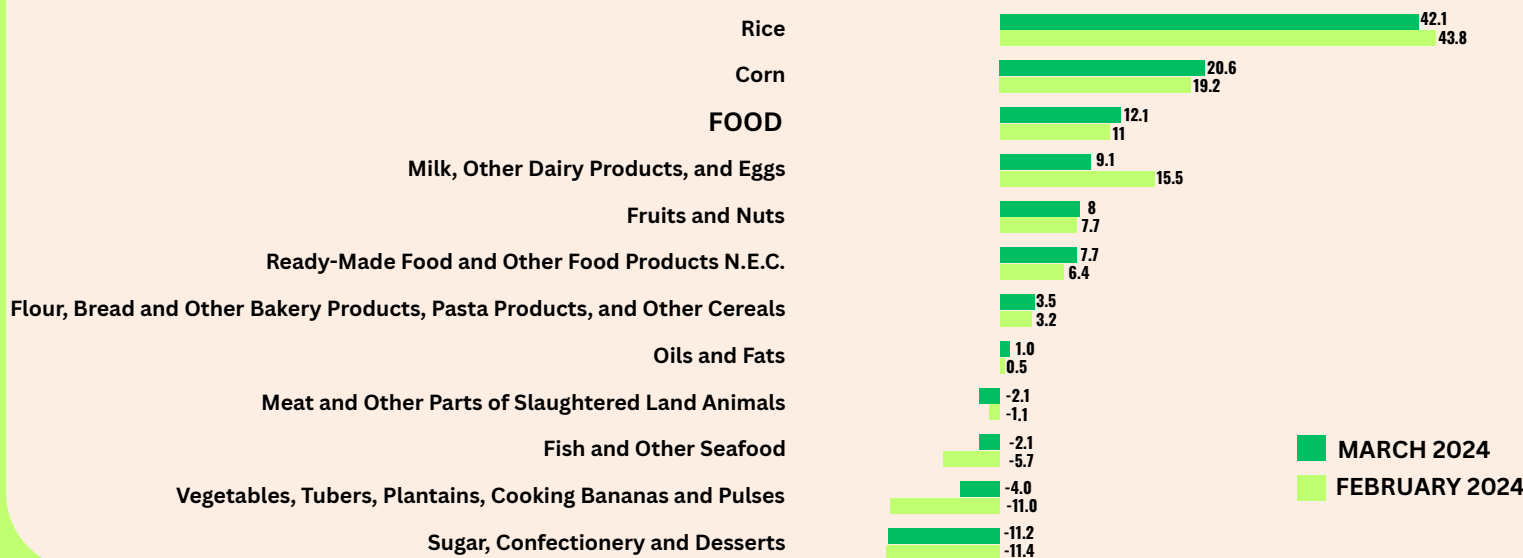 Rice
42.1
43.8
Corn
20.6
19.2
FOOD
12.1
11
Milk, Other Dairy Products, and Eggs
9.1
15.5
Fruits and Nuts
8
7.7
Ready-Made Food and Other Food Products N.E.C.
7.7
6.4
Flour, Bread and Other Bakery Products, Pasta Products, and Other Cereals
3.5
3.2
Oils and Fats
1.0
0.5
Meat and Other Parts of Slaughtered Land Animals
-2.1
-1.1
Fish and Other Seafood
-2.1
-5.7
Vegetables, Tubers, Plantains, Cooking Bananas and Pulses
-4.0
-11.0
Sugar, Confectionery and Desserts
-11.2
-11.4
MARCH 2024
FEBRUARY 2024